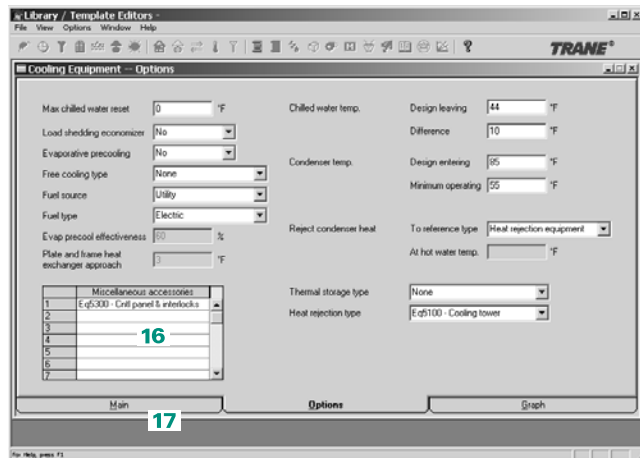 Library / Template Editors -
File View Options Window Help
TRANE®
Cooling Equipment -- Options
Max chilled water reset 0 °F
Load shedding economizer No
Evaporative precooling No
Free cooling type None
Fuel source Utility
Fuel type Electric
Evap precool effectiveness 60 %
Plate and frame heat
exchanger approach 3 °F
Chilled water temp. Design leaving 44 °F
Difference 10 °F
Condenser temp. Design entering 85 °F
Minimum operating 55 °F
Reject condenser heat To reference type Heat rejection equipment
At hot water temp. °F
Thermal storage type None
Heat rejection type Eq5100 - Cooling tower
Miscellaneous accessories
1 Eq5300 - Cntl panel & interlocks
2
3
4
5
6
7
16
Main Options Graph
17
For Help, press F1